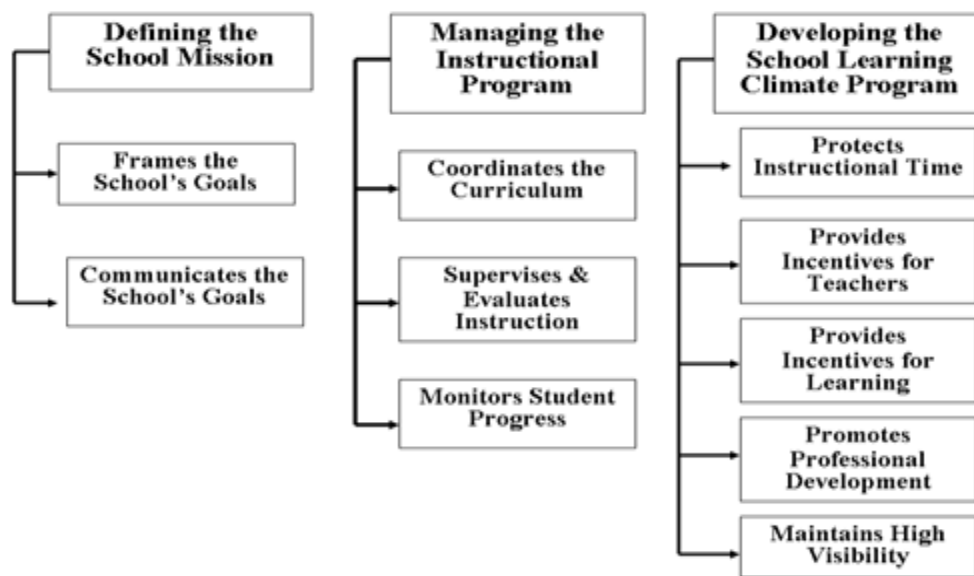 Defining the
School Mission
Frames the
School's Goals
Communicates the
School's Goals
Managing the
Instructional
Program
Coordinates the
Curriculum
Supervises &
Evaluates
Instruction
Monitors Student
Progress
Developing the
School Learning
Climate Program
Protects
Instructional Time
Provides
Incentives for
Teachers
Provides
Incentives for
Learning
Promotes
Professional
Development
Maintains High
Visibility